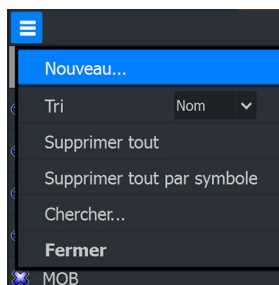 Nouveau...
Tri Nom
Supprimer tout
Supprimer tout par symbole
Chercher...
Fermer
MOB